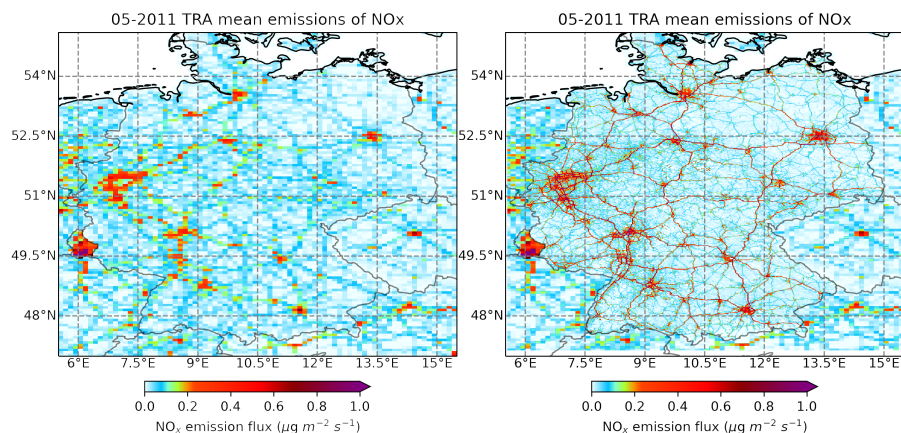 05-2011 TRA mean emissions of NOx
54°N
52.5°N
51°N
49.5°N
48°N
6°E 7.5°E 9°E 10.5°E 12°E 13.5°E 15°E
0.0 0.2 0.4 0.6 0.8 1.0
NOx emission flux (μg m⁻² s⁻¹)
05-2011 TRA mean emissions of NOx
54°N
52.5°N
51°N
49.5°N
48°N
6°E 7.5°E 9°E 10.5°E 12°E 13.5°E 15°E
0.0 0.2 0.4 0.6 0.8 1.0
NOx emission flux (μg m⁻² s⁻¹)